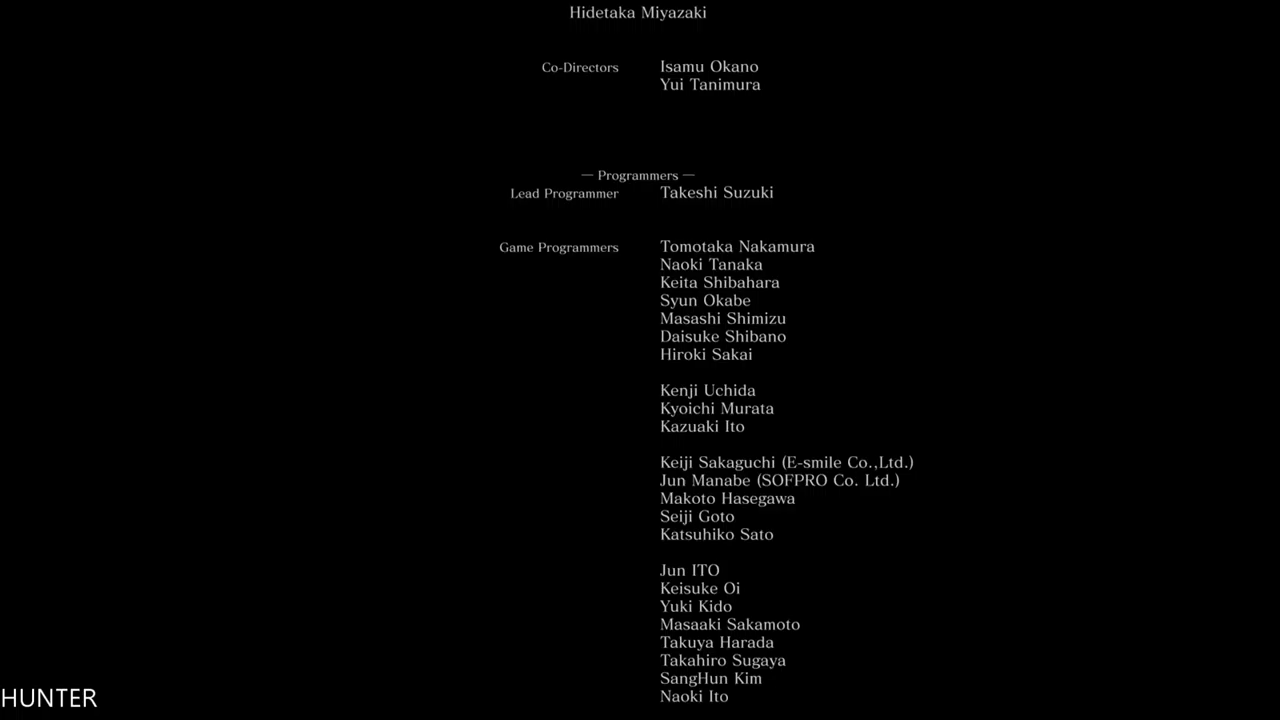 Hidetaka Miyazaki
Co-Directors Isamu Okano
Yui Tanimura
— Programmers —
Lead Programmer Takeshi Suzuki
Game Programmers Tomotaka Nakamura
Naoki Tanaka
Keita Shibahara
Syun Okabe
Masashi Shimizu
Daisuke Shibano
Hiroki Sakai
Kenji Uchida
Kyoichi Murata
Kazuaki Ito
Keiji Sakaguchi (E-smile Co.,Ltd.)
Jun Manabe (SOFPRO Co. Ltd.)
Makoto Hasegawa
Seiji Goto
Katsuhiko Sato
Jun ITO
Keisuke Oi
Yuki Kido
Masaaki Sakamoto
Takuya Harada
Takahiro Sugaya
SangHun Kim
Naoki Ito
HUNTER